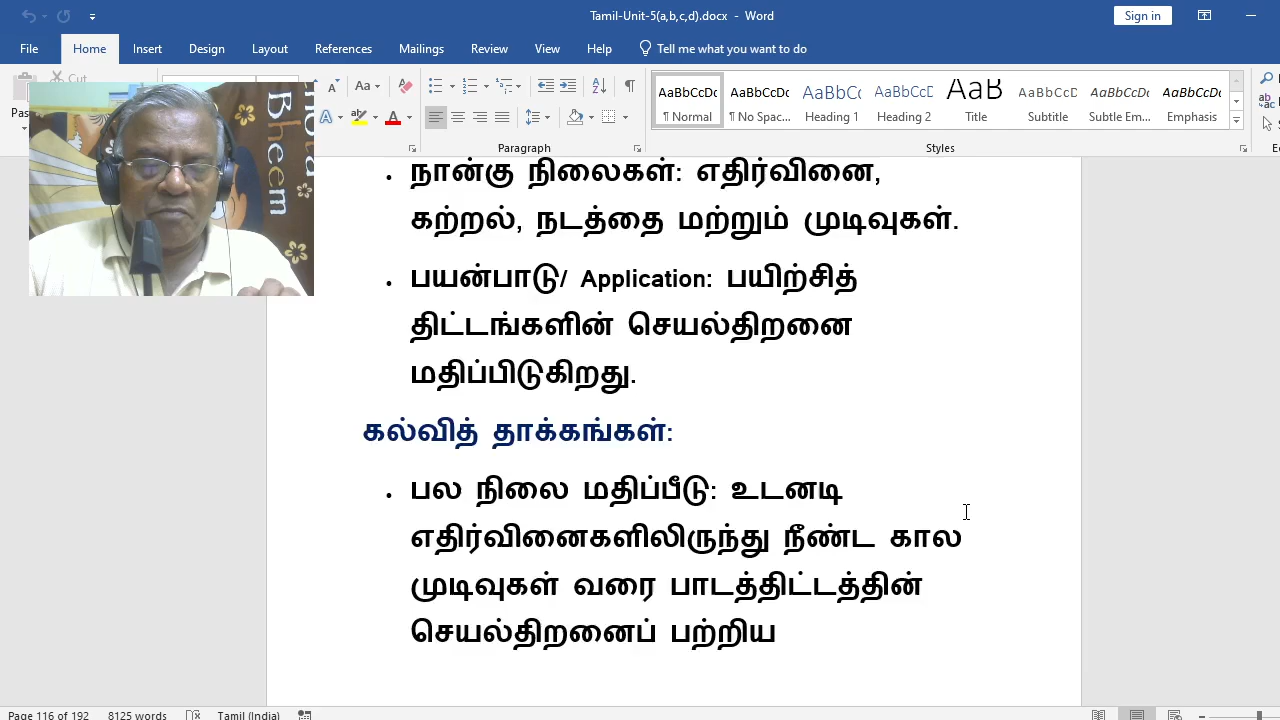 Tamil-Unit-5(a,b,c,d).docx - Word
Sign in
File Home Insert Design Layout References Mailings Review View Help Tell me what you want to do
Cut
Aa
AaBbCcDc AaBbCcDc AaBbCc AaBbCcD AaB AaBbCcD AaBbCcDc AaBbCcDc
¶ Normal ¶ No Spac... Heading 1 Heading 2 Title Subtitle Subtle Em... Emphasis
Paragraph Styles
Bheem
• நான்கு நிலைகள்: எதிர்வினை,
கற்றல், நடத்தை மற்றும் முடிவுகள்.
• பயன்பாடு/ Application: பயிற்சித்
திட்டங்களின் செயல்திறனை
மதிப்பிடுகிறது.
கல்வித் தாக்கங்கள்:
• பல நிலை மதிப்பீடு: உடனடி
எதிர்வினைகளிலிருந்து நீண்ட கால
முடிவுகள் வரை பாடத்திட்டத்தின்
செயல்திறனைப் பற்றிய
Page 116 of 192 8125 words Tamil (India)